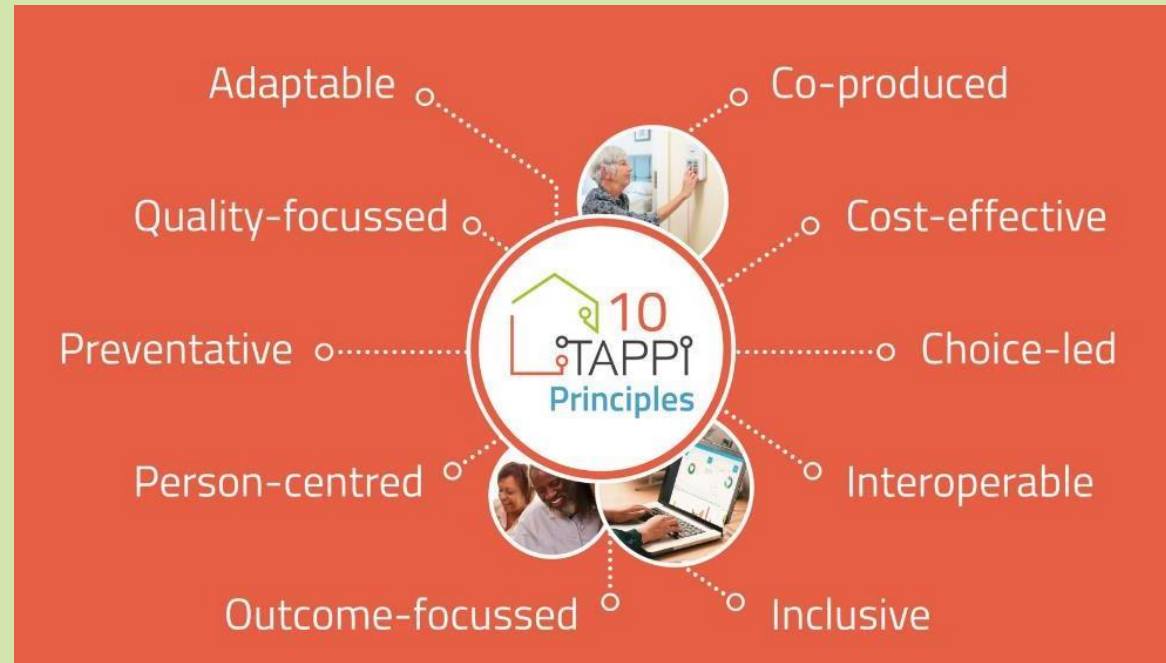 Adaptable
Co-produced
Quality-focussed
Cost-effective
10
TAPPi
Principles
Preventative
Choice-led
Person-centred
Interoperable
Outcome-focussed
Inclusive